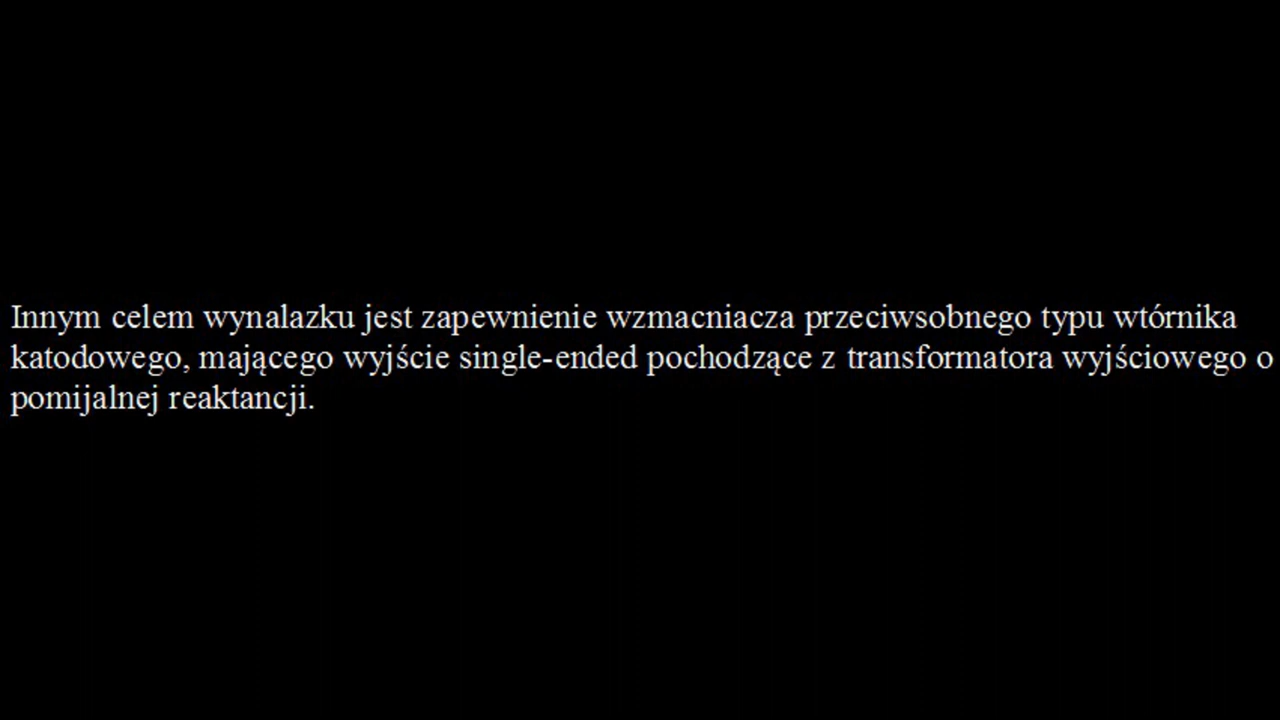 Innym celem wynalazku jest zapewnienie wzmacniacza przeciwsobnego typu wtórnika
katodowego, mającego wyjście single-ended pochodzące z transformatora wyjściowego o
pomijalnej reaktancji.